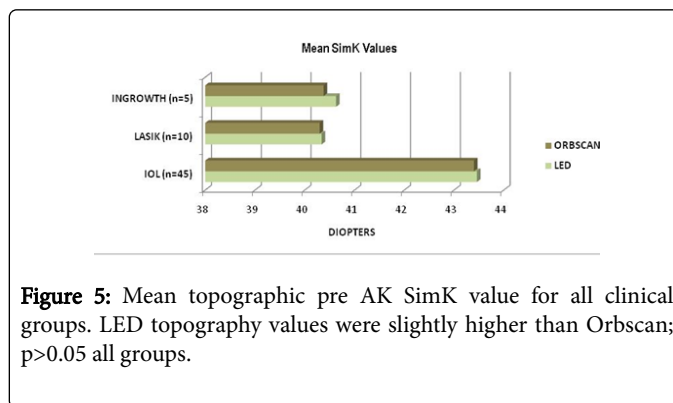 Mean SimK Values
INGROWTH (n=5)
LASIK (n=10)
IOL (n=45)
ORBSCAN
LED
38 39 40 41 42 43 44
DIOPTERS
Figure 5: Mean topographic pre AK SimK value for all clinical
groups. LED topography values were slightly higher than Orbscan;
p>0.05 all groups.